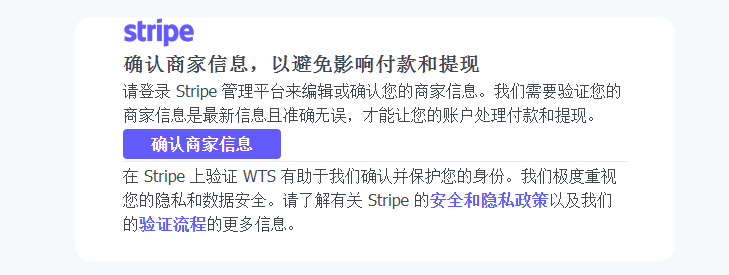 stripe
确认商家信息，以避免影响付款和提现
请登录 Stripe 管理平台来编辑或确认您的商家信息。我们需要验证您的
商家信息是最新信息且准确无误，才能让您的账户处理付款和提现。
确认商家信息
在 Stripe 上验证 WTS 有助于我们确认并保护您的身份。我们极度重视
您的隐私和数据安全。请了解有关 Stripe 的安全和隐私政策以及我们
的验证流程的更多信息。